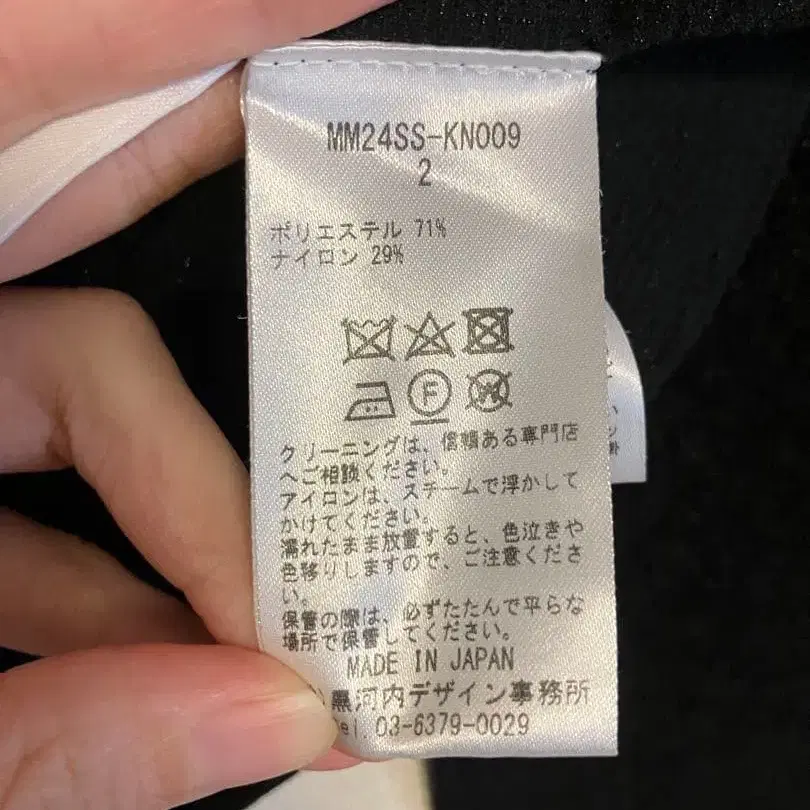 MM24SS-KN009
2
ポリエステル 71%
ナイロン 29%
F
W
クリーニングは、信頼ある専門店
へご相談ください。
アイロンは、スチームで浮かして
かけてください。
濡れたまま放置すると、色泣きや
色移りしますので、ご注意くださ
い。
保管の際は、必ずたたんで平らな
場所で保管してください。
MADE IN JAPAN
黒河内デザイン事務所
Tel. 03-6379-0029